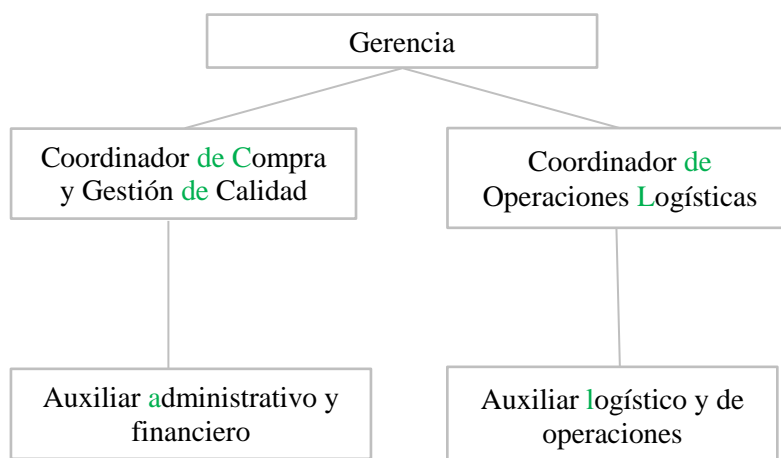 Gerencia
Coordinador de Compra
y Gestión de Calidad
Coordinador de
Operaciones Logísticas
Auxiliar administrativo y
financiero
Auxiliar logístico y de
operaciones